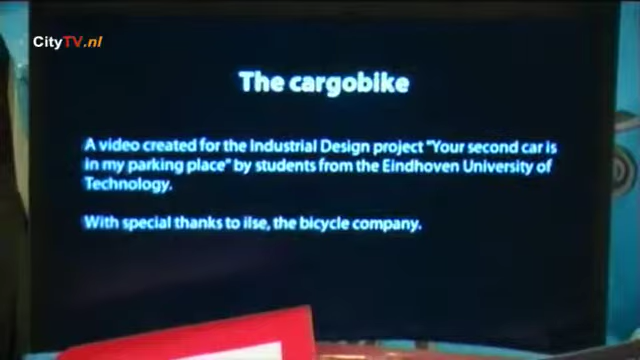 CityTV.nl
The cargobike
A video created for the Industrial Design project "Your second car is
in my parking place" by students from the Eindhoven University of
Technology.
With special thanks to ilse, the bicycle company.